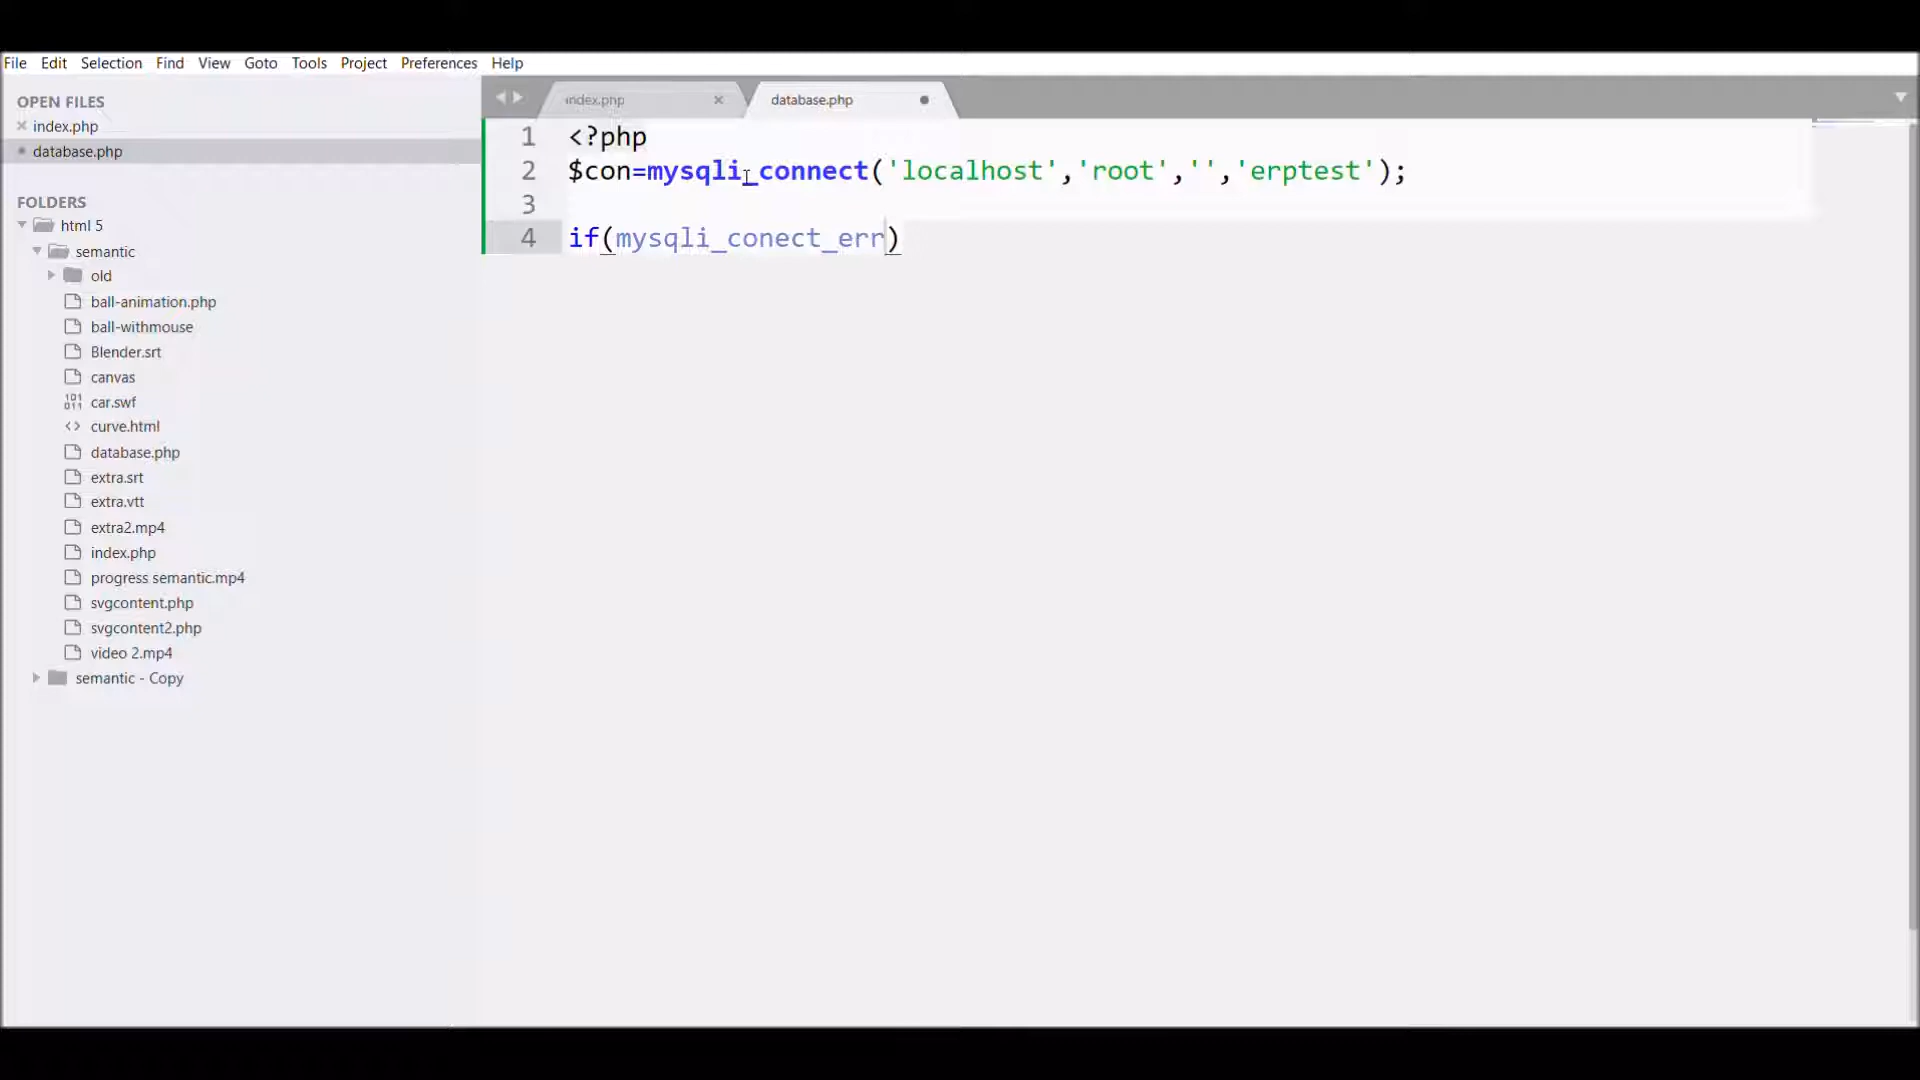 File Edit Selection Find View Goto Tools Project Preferences Help
OPEN FILES
index.php
database.php
FOLDERS
html 5
semantic
old
ball-animation.php
ball-withmouse
Blender.srt
canvas
car.swf
curve.html
database.php
extra.srt
extra.vtt
extra2.mp4
index.php
progress semantic.mp4
svgcontent.php
svgcontent2.php
video 2.mp4
semantic - Copy
index.php database.php
1 <?php
2 $con=mysqli_connect('localhost','root','','erptest');
3
4 if(mysqli_conect_err)